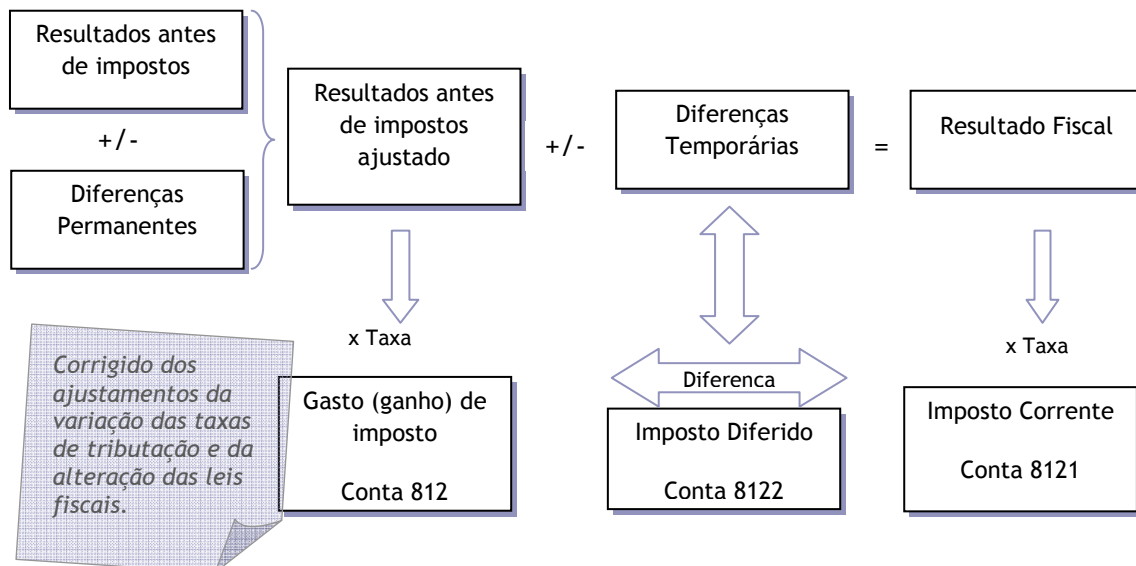 Resultados antes
de impostos
+/-
Diferenças
Permanentes
Resultados antes
de impostos
ajustado
+/-
Diferenças
Temporárias
=
Resultado Fiscal
x Taxa
x Taxa
Corrigido dos
ajustamentos da
variação das taxas
de tributação e da
alteração das leis
fiscais.
Gasto (ganho) de
imposto
Conta 812
Diferenca
Imposto Diferido
Conta 8122
Imposto Corrente
Conta 8121